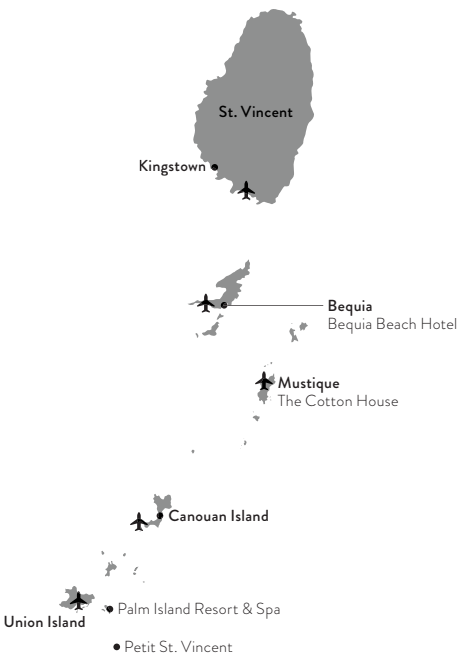 St. Vincent
Kingstown
Bequia
Bequia Beach Hotel
Mustique
The Cotton House
Canouan Island
Palm Island Resort & Spa
Union Island
Petit St. Vincent